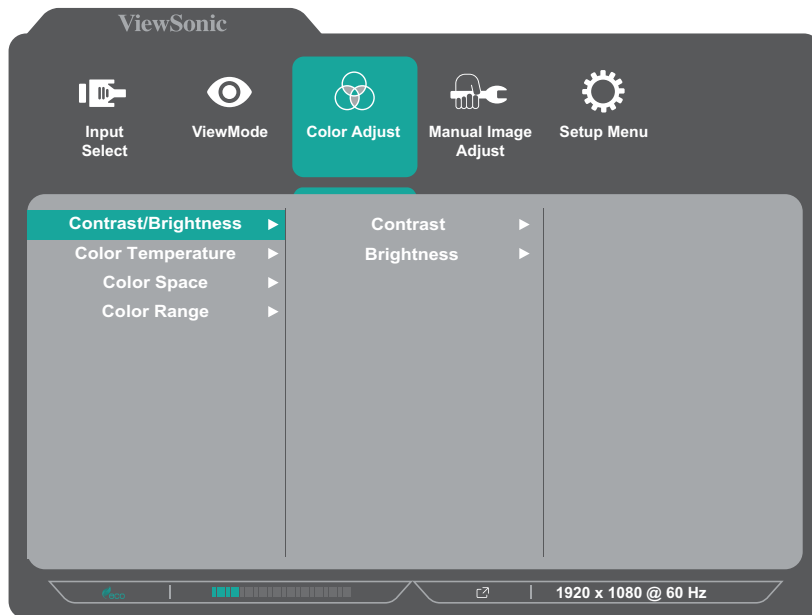 ViewSonic
Input
Select
ViewMode
Color Adjust
Manual Image
Adjust
Setup Menu
Contrast/Brightness
Color Temperature
Color Space
Color Range
Contrast
Brightness
eco
1920 x 1080 @ 60 Hz